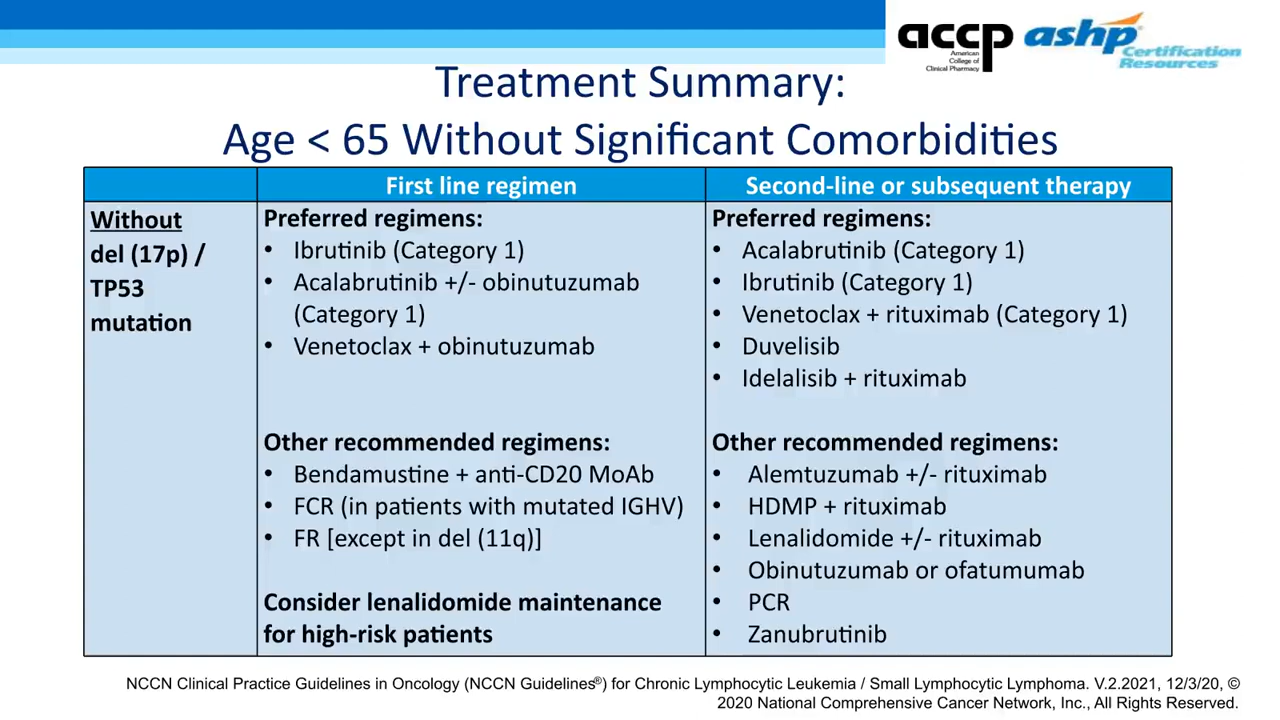 accp
American
College of
Clinical Pharmacy
ashp
Certification
Resources
Treatment Summary:
Age < 65 Without Significant Comorbidities
First line regimen
Second-line or subsequent therapy
Without
del (17p) /
TP53
mutation
Preferred regimens:
• Ibrutinib (Category 1)
• Acalabrutinib +/- obinutuzumab
(Category 1)
• Venetoclax + obinutuzumab
Other recommended regimens:
• Bendamustine + anti-CD20 MoAb
• FCR (in patients with mutated IGHV)
• FR [except in del (11q)]
Consider lenalidomide maintenance
for high-risk patients
Preferred regimens:
• Acalabrutinib (Category 1)
• Ibrutinib (Category 1)
• Venetoclax + rituximab (Category 1)
• Duvelisib
• Idelalisib + rituximab
Other recommended regimens:
• Alemtuzumab +/- rituximab
• HDMP + rituximab
• Lenalidomide +/- rituximab
• Obinutuzumab or ofatumumab
• PCR
• Zanubrutinib
NCCN Clinical Practice Guidelines in Oncology (NCCN Guidelines®) for Chronic Lymphocytic Leukemia / Small Lymphocytic Lymphoma. V.2.2021, 12/3/20, ©
2020 National Comprehensive Cancer Network, Inc., All Rights Reserved.